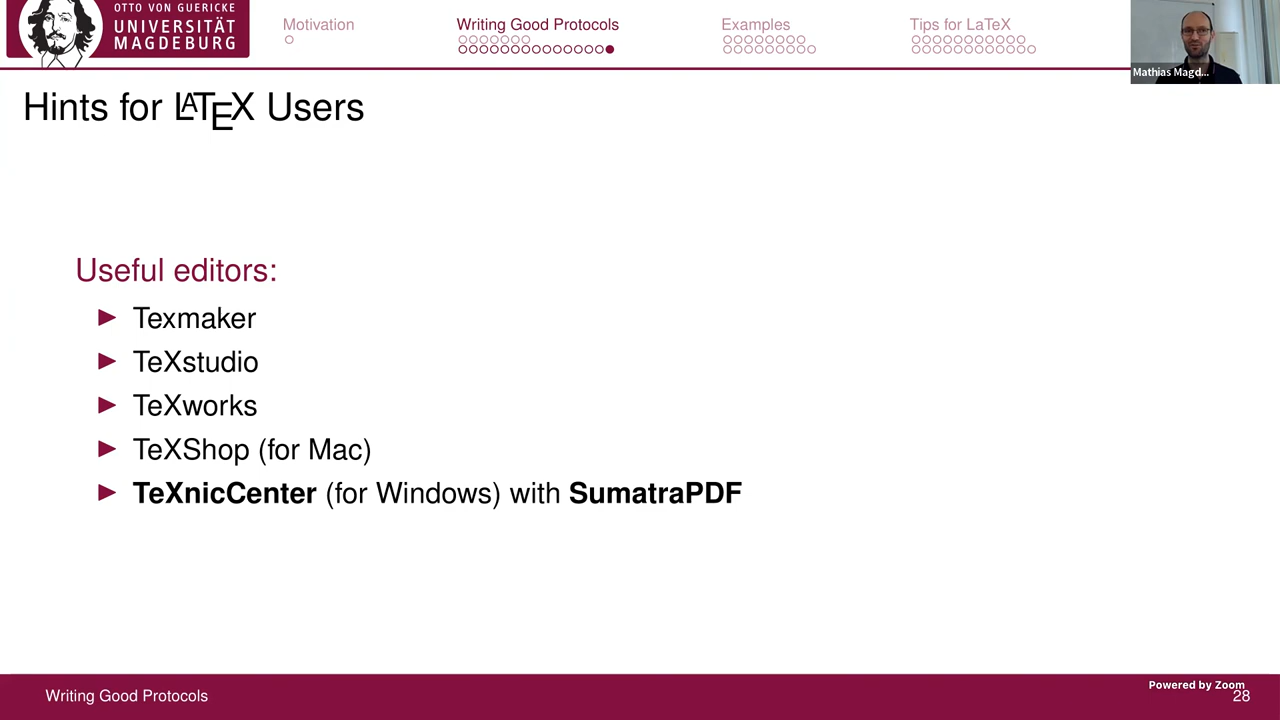 OTTO VON GUERICKE
UNIVERSITÄT
MAGDEBURG
Motivation
Writing Good Protocols
Examples
Tips for LaTeX
Mathias Magd...
Hints for LATEX Users
Useful editors:
Texmaker
TeXstudio
TeXworks
TeXShop (for Mac)
TeXnicCenter (for Windows) with SumatraPDF
Writing Good Protocols
Powered by Zoom
28